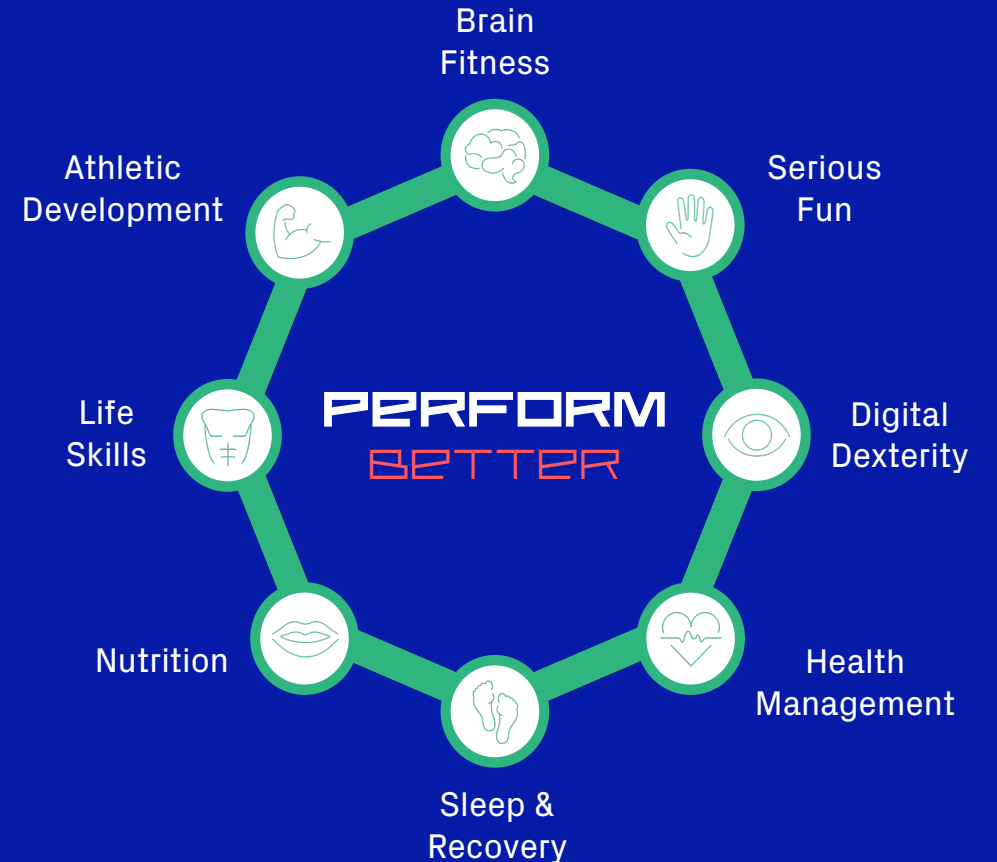 Brain
Fitness
Serious
Fun
Digital
Dexterity
Health
Management
Sleep &
Recovery
Nutrition
Life
Skills
Athletic
Development
PERFORM
BETTER